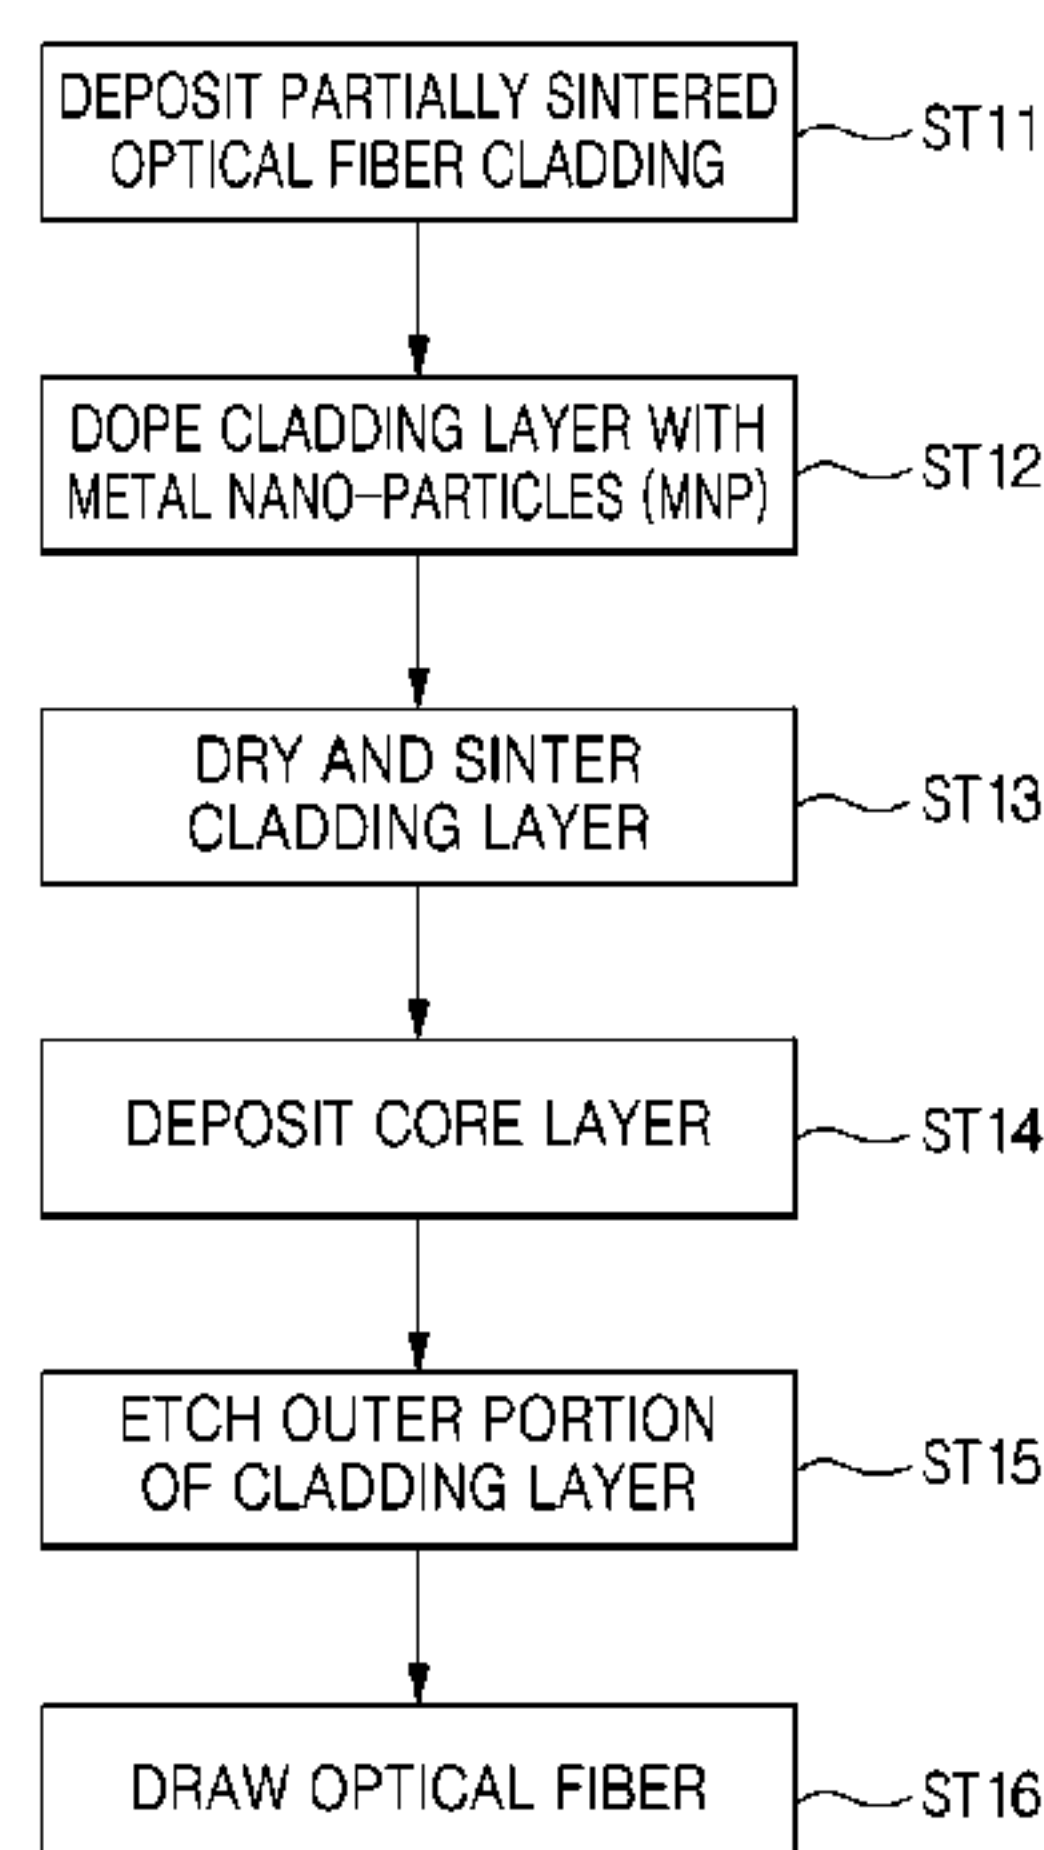 DEPOSIT PARTIALLY SINTERED
OPTICAL FIBER CLADDING
ST11
DOPE CLADDING LAYER WITH
METAL NANO-PARTICLES (MNP)
ST12
DRY AND SINTER
CLADDING LAYER
ST13
DEPOSIT CORE LAYER
ST14
ETCH OUTER PORTION
OF CLADDING LAYER
ST15
DRAW OPTICAL FIBER
ST16